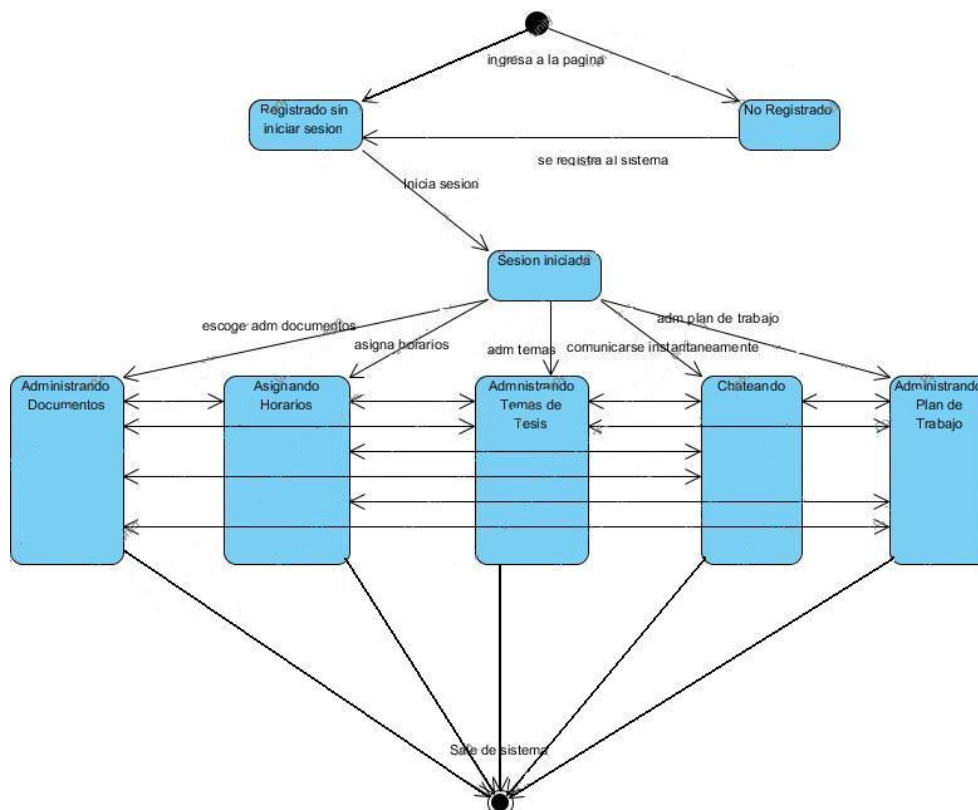 ingresa a la pagina
Registrado sin
iniciar sesion
No Registrado
se registra al sistema
Inicia sesion
Sesion iniciada
escoge adm documentos
asigna horarios
adm temas
comunicarse instantaneamente
adm plan de trabajo
Administrando
Documentos
Asignando
Horarios
Admnistrando
Temas de
Tesis
Chateando
Administrando
Plan de
Trabajo
Sale de sistema